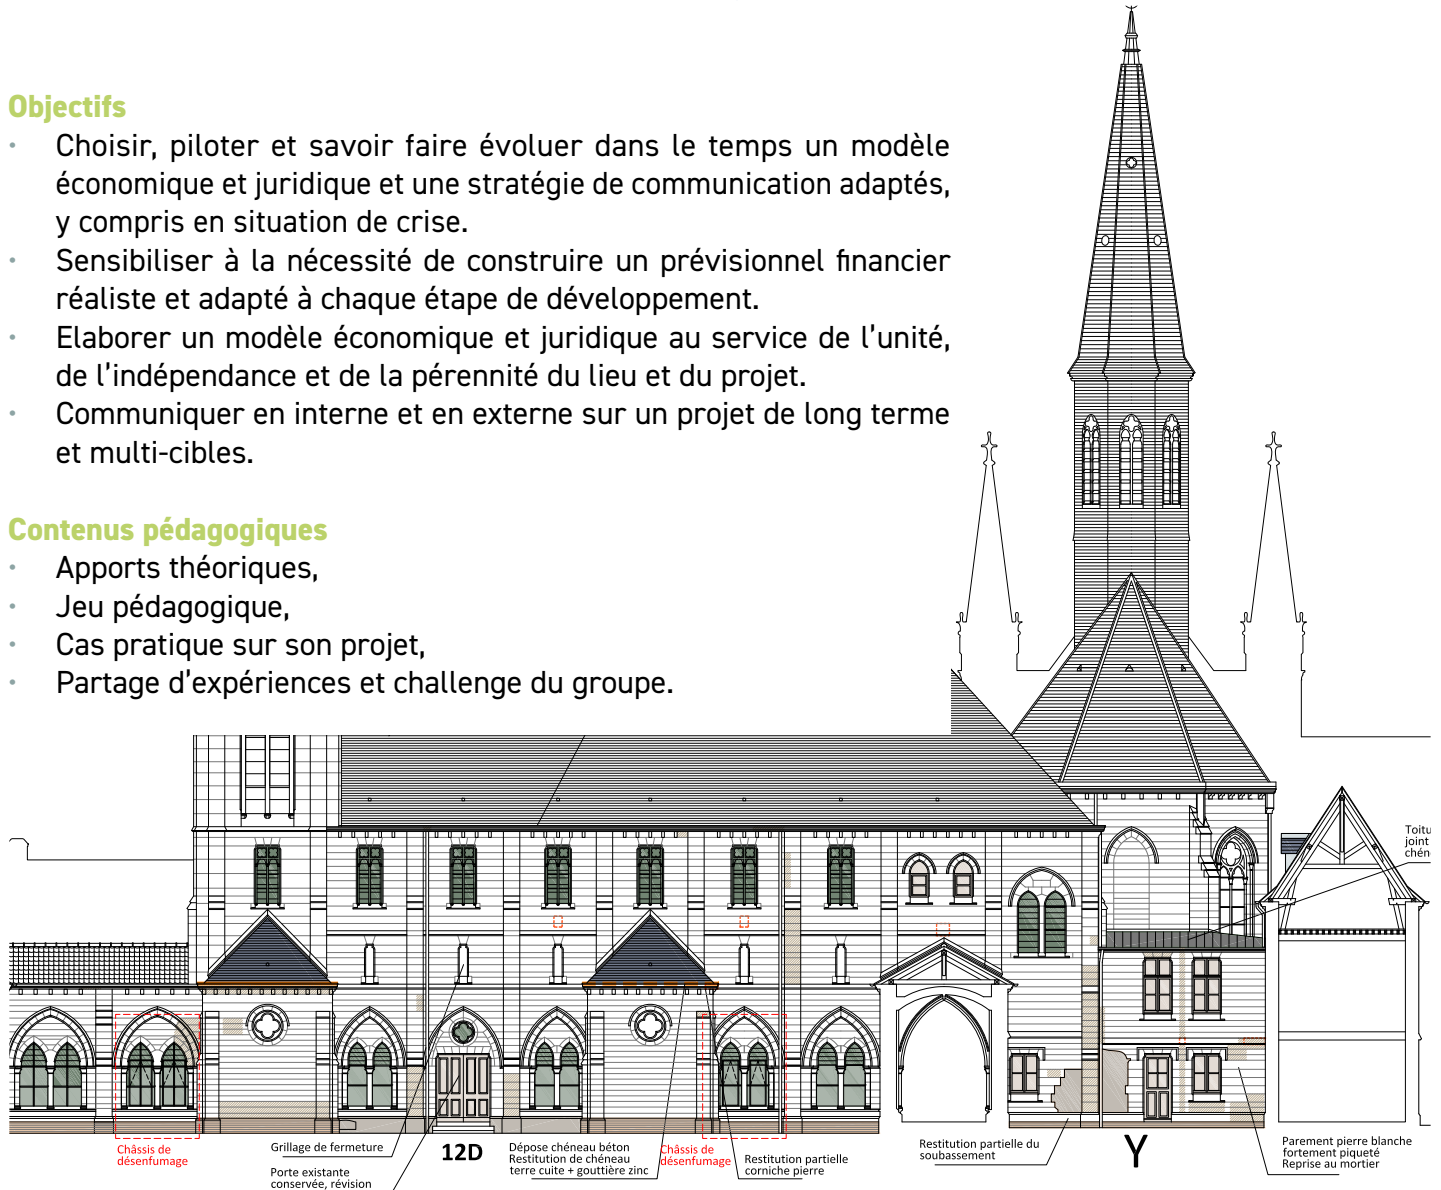 Objectifs
• Choisir, piloter et savoir faire évoluer dans le temps un modèle
économique et juridique et une stratégie de communication adaptés,
y compris en situation de crise.
• Sensibiliser à la nécessité de construire un prévisionnel financier
réaliste et adapté à chaque étape de développement.
• Elaborer un modèle économique et juridique au service de l’unité,
de l’indépendance et de la pérennité du lieu et du projet.
• Communiquer en interne et en externe sur un projet de long terme
et multi-cibles.
Contenus pédagogiques
• Apports théoriques,
• Jeu pédagogique,
• Cas pratique sur son projet,
• Partage d’expériences et challenge du groupe.
Toitu
joint
chén
Châssis de
désenfumage
Grillage de fermeture
Porte existante
conservée, révision
12D
Dépose chéneau béton
Restitution de chéneau
terre cuite + gouttière zinc
Châssis de
désenfumage
Restitution partielle
corniche pierre
Restitution partielle du
soubassement
Y
Parement pierre blanche
fortement piqueté
Reprise au mortier